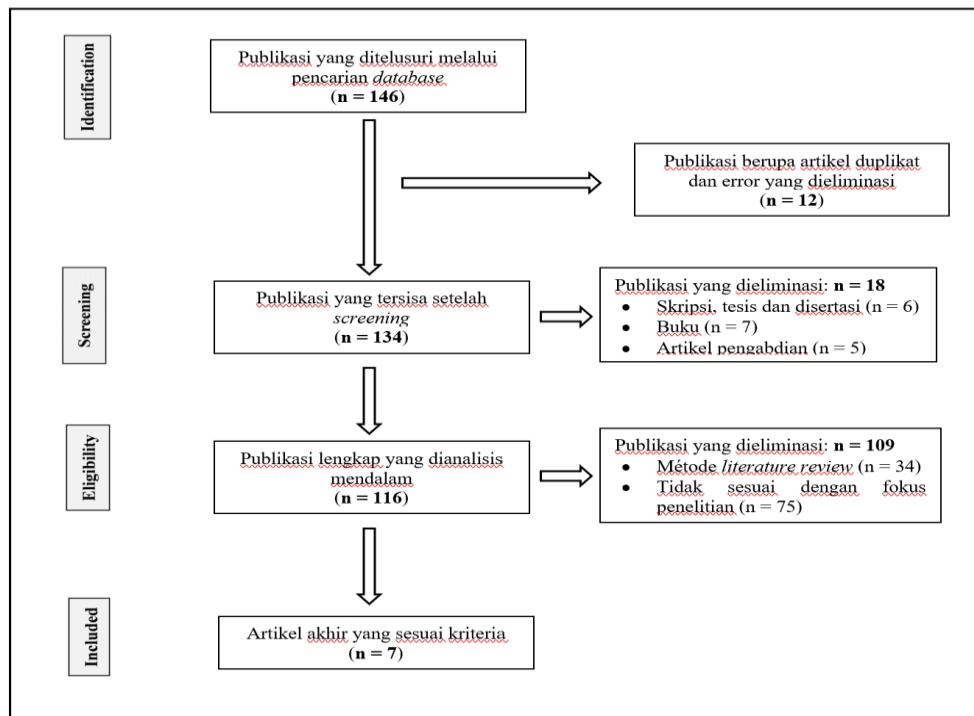 Identification
Publikasi yang ditelusuri melalui
pencarian database
(n = 146)
Publikasi berupa artikel duplikat
dan error yang dieliminasi
(n = 12)
Screening
Publikasi yang tersisa setelah
screening
(n = 134)
Publikasi yang dieliminasi: n = 18
• Skripsi, tesis dan disertasi (n = 6)
• Buku (n = 7)
• Artikel pengabdian (n = 5)
Eligibility
Publikasi lengkap yang dianalisis
mendalam
(n = 116)
Publikasi yang dieliminasi: n = 109
• Métode literature review (n = 34)
• Tidak sesuai dengan fokus
penelitian (n = 75)
Included
Artikel akhir yang sesuai kriteria
(n = 7)